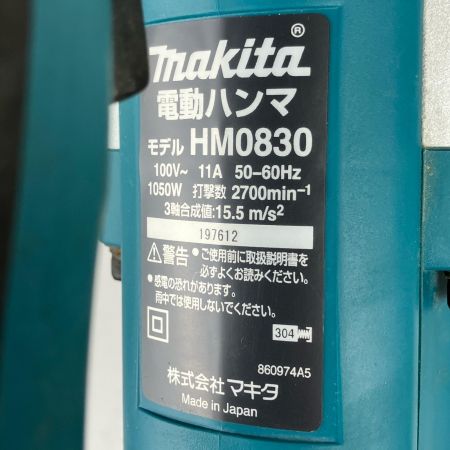 makita®
電動ハンマ
モデル HM0830
100V~ 11A 50-60Hz
1050W 打撃数 2700min⁻¹
3軸合成値:15.5 m/s²
197612
⚠警告 ●ご使用前に取扱説明書を
必ずよくお読みください。
●感電の恐れがあります。
雨中では使用しないでください。
304
860974A5
株式会社 マキタ
Made in Japan